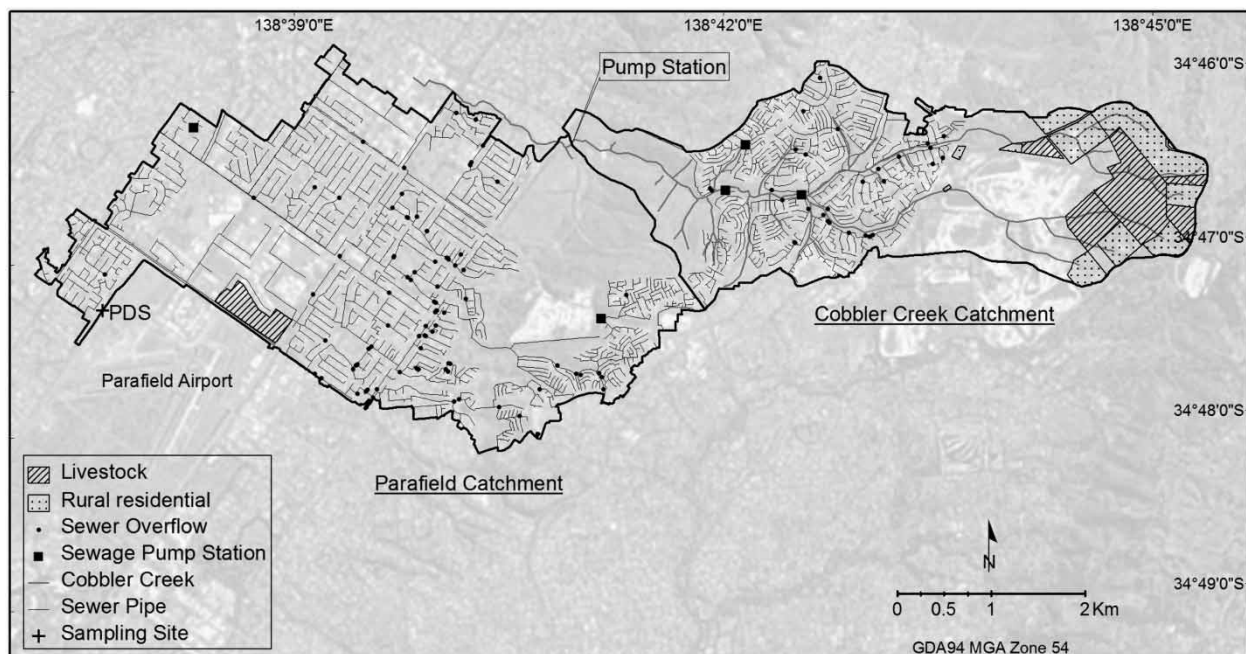 138°39'0"E
138°42'0"E
138°45'0"E
34°46'0"S
Pump Station
34°47'0"S
PDS
Cobbler Creek Catchment
Parafield Airport
34°48'0"S
Parafield Catchment
Livestock
Rural residential
Sewer Overflow
Sewage Pump Station
Cobbler Creek
Sewer Pipe
Sampling Site
N
0 0.5 1 2 Km
34°49'0"S
GDA94 MGA Zone 54